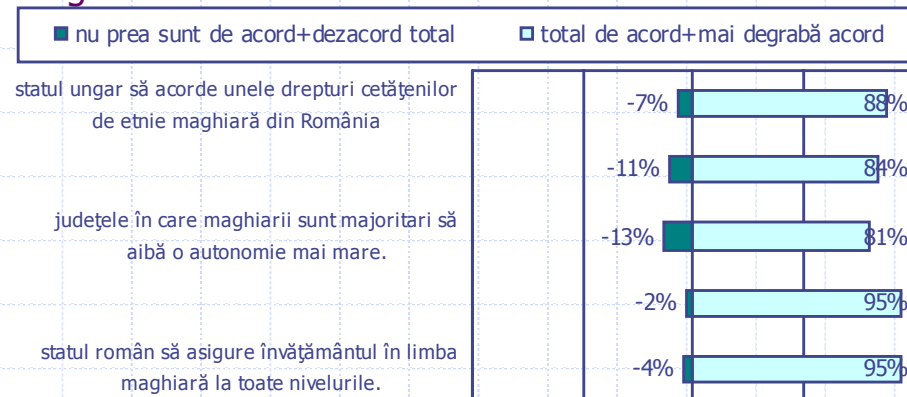 nu prea sunt de acord+dezacord total
total de acord+mai degrabă acord
statul ungar să acorde unele drepturi cetăţenilor
de etnie maghiară din România
-7%
88%
-11%
84%
judeţele în care maghiarii sunt majoritari să
aibă o autonomie mai mare.
-13%
81%
-2%
95%
statul român să asigure învăţământul în limba
maghiară la toate nivelurile.
-4%
95%